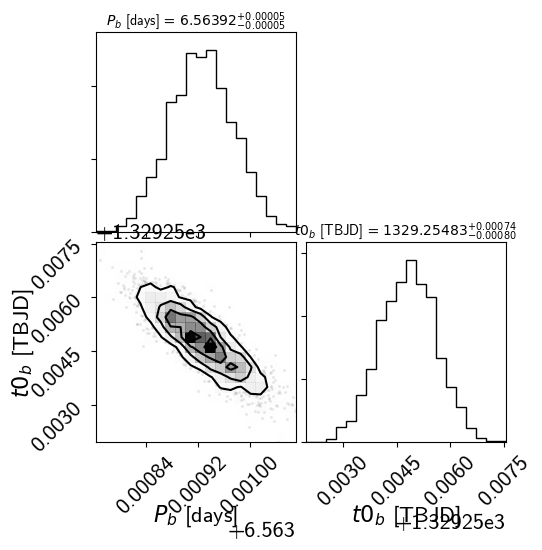 P_b [days] = 6.56392^{+0.00005}_{-0.00005}
+1.32925e3
t0_b [TBJD] = 1329.25483^{+0.00074}_{-0.00080}
0.0075
0.0060
0.0045
0.0030
t0_b [TBJD]
0.00084
0.00092
0.00100
P_b [days]
+6.563
0.0030
0.0045
0.0060
0.0075
t0_b [TBJD]
+1.32925e3